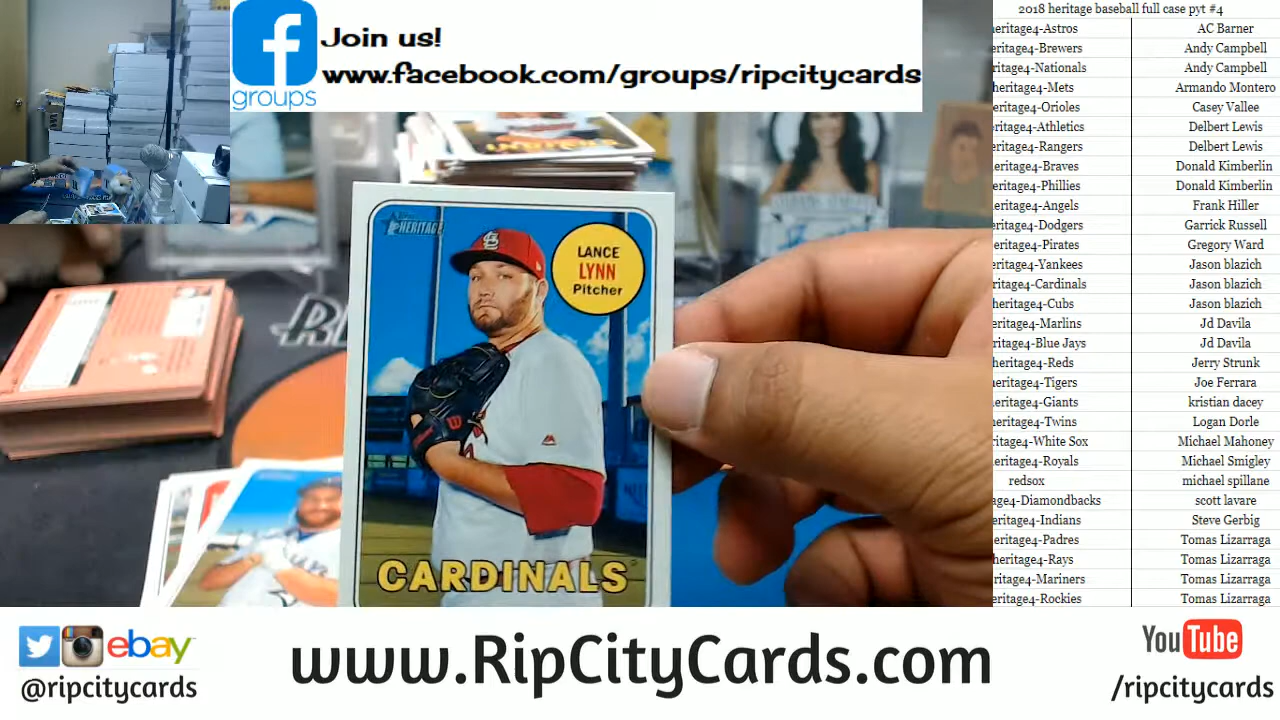 Join us!
www.facebook.com/groups/ripcitycards
groups
2018 heritage baseball full case pyt #4
eritage4-Astros AC Barner
eritage4-Brewers Andy Campbell
ritage4-Nationals Andy Campbell
heritage4-Mets Armando Montero
heritage4-Orioles Casey Vallee
eritage4-Athletics Delbert Lewis
eritage4-Rangers Delbert Lewis
eritage4-Braves Donald Kimberlin
eritage4-Phillies Donald Kimberlin
eritage4-Angels Frank Hiller
eritage4-Dodgers Garrick Russell
eritage4-Pirates Gregory Ward
eritage4-Yankees Jason blazich
ritage4-Cardinals Jason blazich
heritage4-Cubs Jason blazich
eritage4-Marlins Jd Davila
ritage4-Blue Jays Jd Davila
heritage4-Reds Jerry Strunk
eritage4-Tigers Joe Ferrara
eritage4-Giants kristian dacey
eritage4-Twins Logan Dorle
ritage4-White Sox Michael Mahoney
eritage4-Royals Michael Smigley
redsox michael spillane
age4-Diamondbacks scott lavare
eritage4-Indians Steve Gerbig
eritage4-Padres Tomas Lizarraga
heritage4-Rays Tomas Lizarraga
ritage4-Mariners Tomas Lizarraga
eritage4-Rockies Tomas Lizarraga
HERITAGE
LANCE
LYNN
Pitcher
CARDINALS
ebay
@ripcitycards
www.RipCityCards.com
YouTube
/ripcitycards